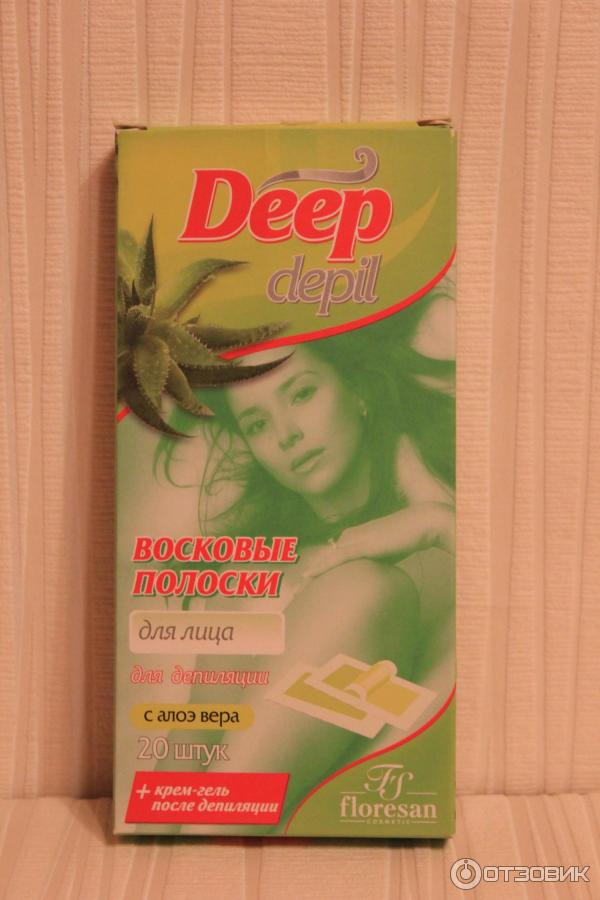 Deep
depil
ВОСКОВЫЕ
ПОЛОСКИ
для лица
для депиляции
с алоэ вера
20 штук
+ крем-гель
после депиляции
FS
floresan
COSMETIC
ОТЗОВИК